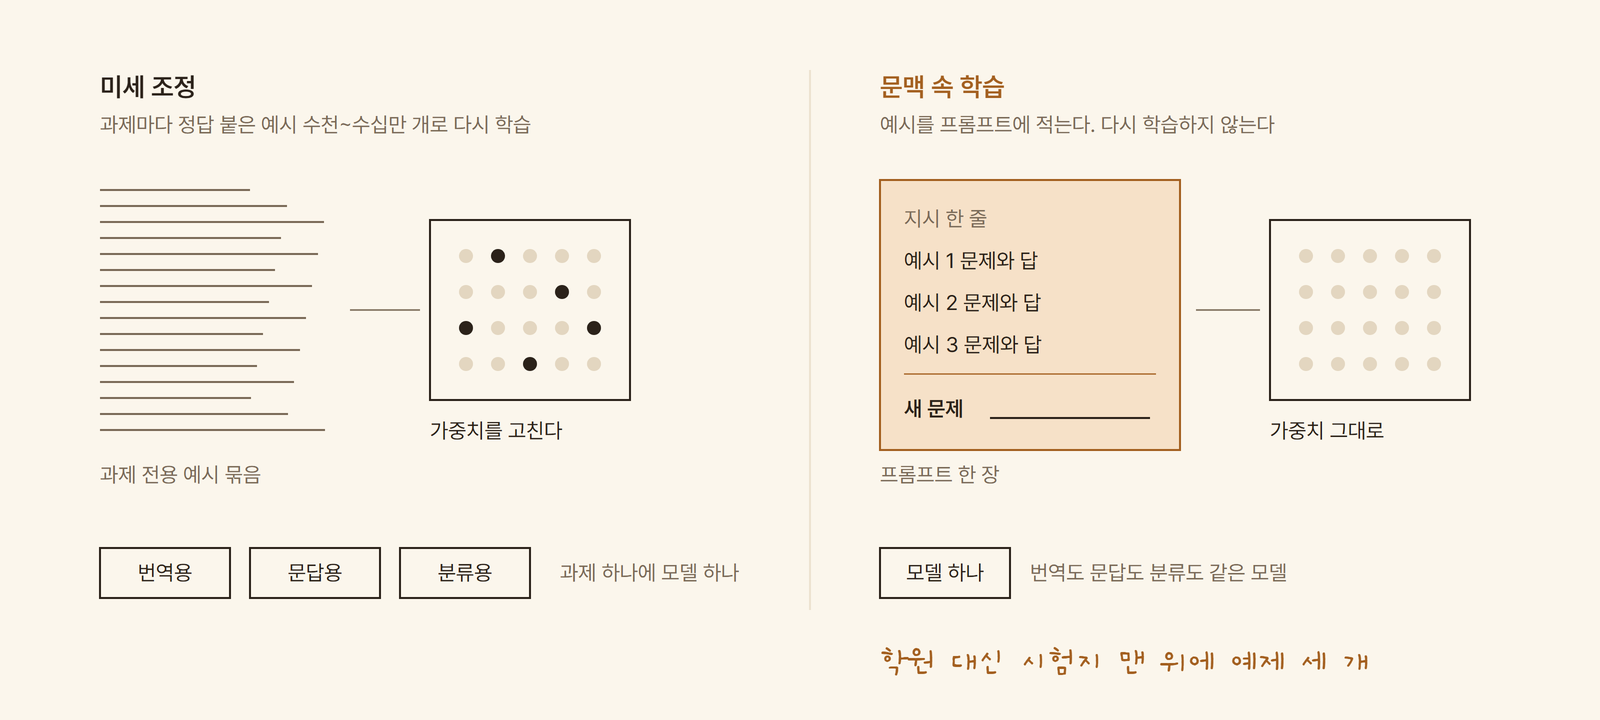 미세 조정
과제마다 정답 붙은 예시 수천~수십만 개로 다시 학습
가중치를 고친다
과제 전용 예시 묶음
번역용
문답용
분류용
과제 하나에 모델 하나
문맥 속 학습
예시를 프롬프트에 적는다. 다시 학습하지 않는다
지시 한 줄
예시 1 문제와 답
예시 2 문제와 답
예시 3 문제와 답
새 문제
가중치 그대로
프롬프트 한 장
모델 하나
번역도 문답도 분류도 같은 모델
학원 대신 시험지 맨 위에 예제 세 개